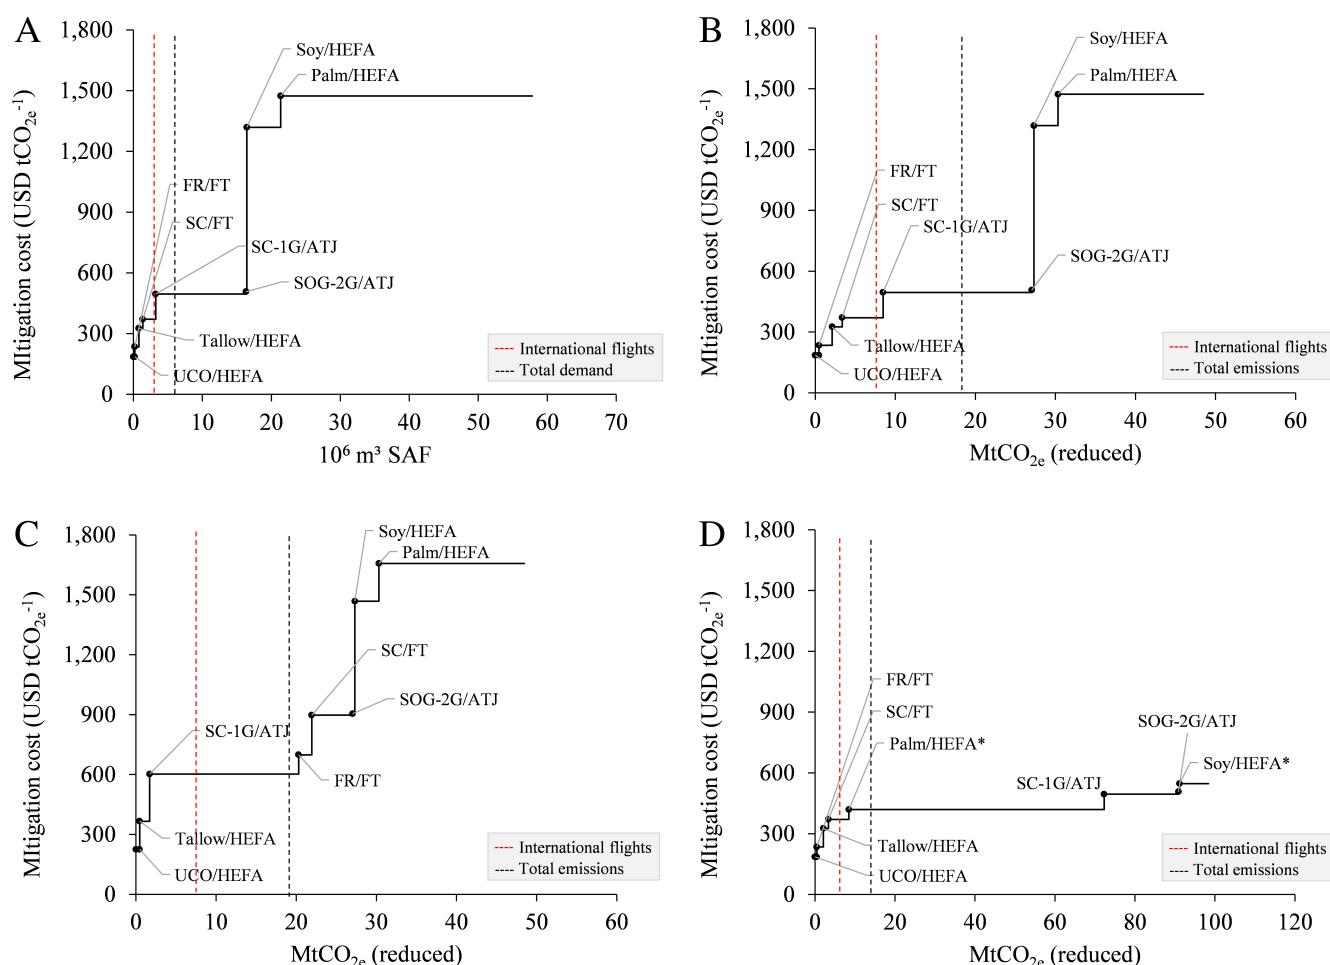 A
MItigation cost (USD tCO2e-1)
1,800
1,500
1,200
900
600
300
0
Soy/HEFA
Palm/HEFA
FR/FT
SC/FT
SC-1G/ATJ
SOG-2G/ATJ
Tallow/HEFA
UCO/HEFA
International flights
Total demand
0 10 20 30 40 50 60 70
10⁶ m³ SAF
B
MItigation cost (USD tCO2e-1)
1,800
1,500
1,200
900
600
300
0
Soy/HEFA
Palm/HEFA
FR/FT
SC/FT
SC-1G/ATJ
SOG-2G/ATJ
Tallow/HEFA
UCO/HEFA
International flights
Total emissions
0 10 20 30 40 50 60
MtCO2e (reduced)
C
MItigation cost (USD tCO2e-1)
1,800
1,500
1,200
900
600
300
0
Soy/HEFA
Palm/HEFA
SC/FT
SOG-2G/ATJ
SC-1G/ATJ
FR/FT
Tallow/HEFA
UCO/HEFA
International flights
Total emissions
0 10 20 30 40 50 60
MtCO2e (reduced)
D
MItigation cost (USD tCO2e-1)
1,800
1,500
1,200
900
600
300
0
FR/FT
SC/FT
Palm/HEFA*
SOG-2G/ATJ
Soy/HEFA*
SC-1G/ATJ
Tallow/HEFA
UCO/HEFA
International flights
Total emissions
0 20 40 60 80 100 120
MtCO2e (reduced)